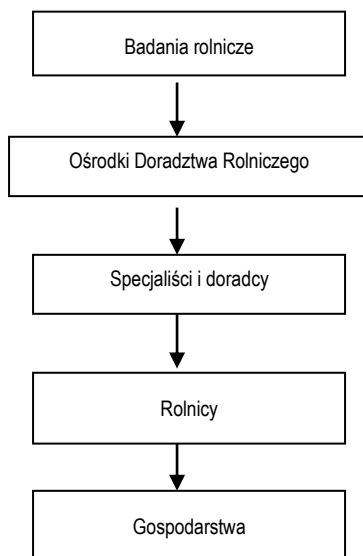 Badania rolnicze
Ośrodki Doradztwa Rolniczego
Specjaliści i doradcy
Rolnicy
Gospodarstwa